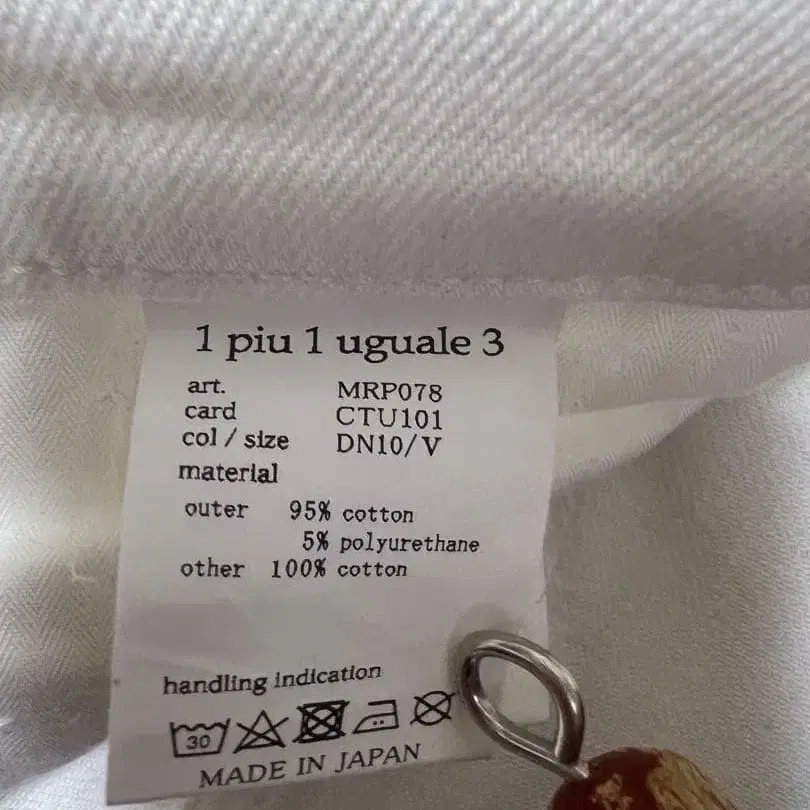 1 piu 1 uguale 3
art. MRP078
card CTU101
col / size DN10/V
material
outer 95% cotton
5% polyurethane
other 100% cotton
handling indication
30
MADE IN JAPAN